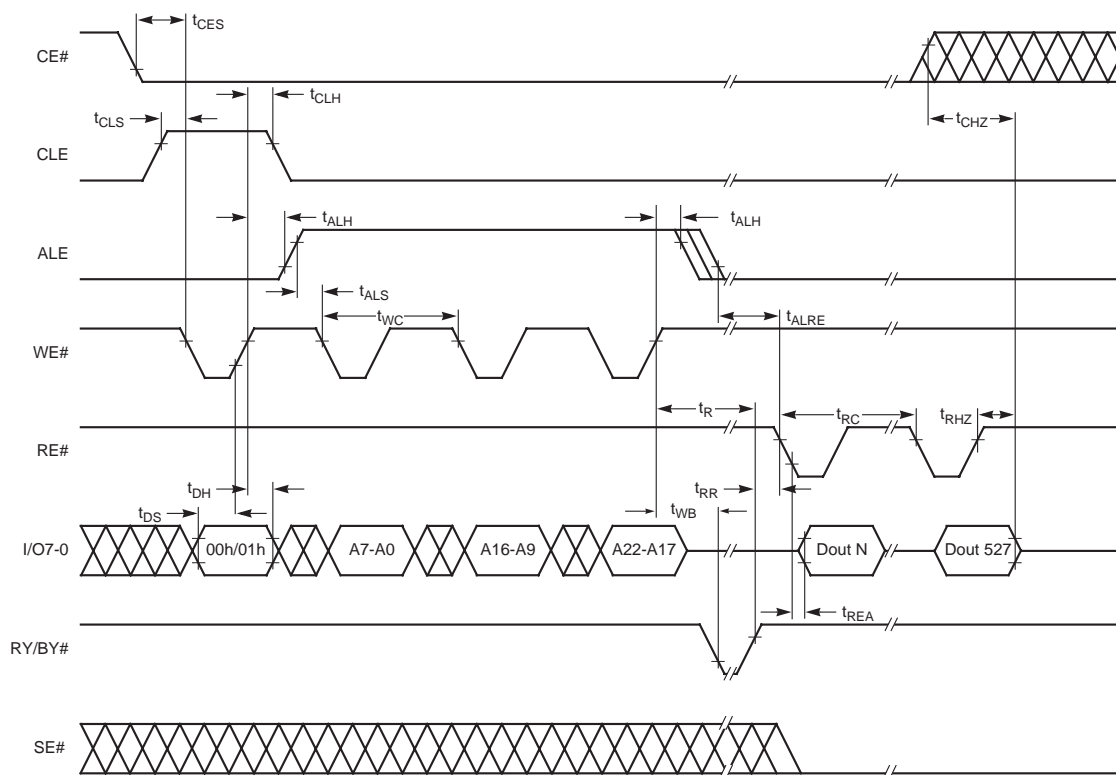 tCES
CE#
tCLH
tCLS
tCHZ
CLE
tALH
tALH
ALE
tALS
tWC
tALRE
WE#
tR
tRC
tRHZ
RE#
tDH
tRR
tDS
tWB
I/O7-0
00h/01h
A7-A0
A16-A9
A22-A17
Dout N
Dout 527
tREA
RY/BY#
SE#